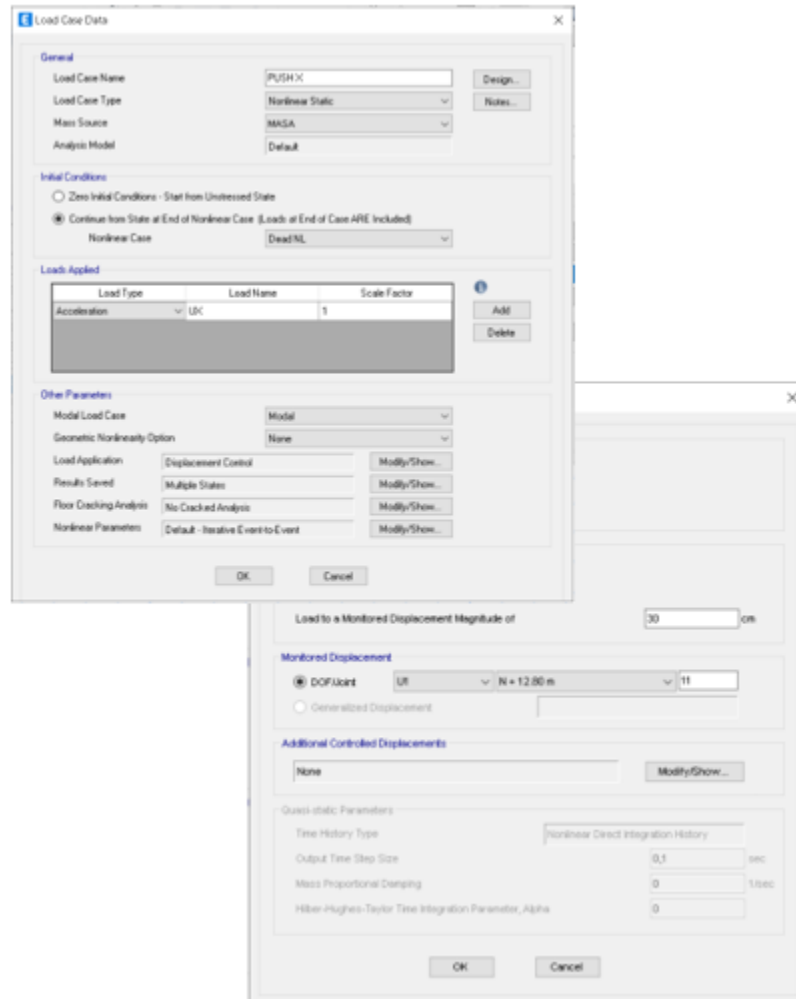 E Load Case Data
General
Load Case Name PUSH X Design...
Load Case Type Nonlinear Static Notes...
Mass Source MASA
Analysis Model Default
Initial Conditions
Zero Initial Conditions - Start from Unstressed State
Continue from State at End of Nonlinear Case (Loads at End of Case ARE Included)
Nonlinear Case Dead NL
Loads Applied
Load Type Load Name Scale Factor
Acceleration UX 1
Add
Delete
Other Parameters
Modal Load Case Modal
Geometric Nonlinearity Option None
Load Application Displacement Control Modify/Show...
Results Saved Multiple States Modify/Show...
Floor Cracking Analysis No Cracked Analysis Modify/Show...
Nonlinear Parameters Default - Iterative Event-to-Event Modify/Show...
OK Cancel
Load to a Monitored Displacement Magnitude of 30 cm
Monitored Displacement
DOF/Joint U1 N + 12.80 m 11
Generalized Displacement
Additional Controlled Displacements
None Modify/Show...
Quasi-static Parameters
Time History Type Nonlinear Direct Integration History
Output Time Step Size 0,1 sec
Mass Proportional Damping 0 1/sec
Hilber-Hughes-Taylor Time Integration Parameter, Alpha 0
OK Cancel